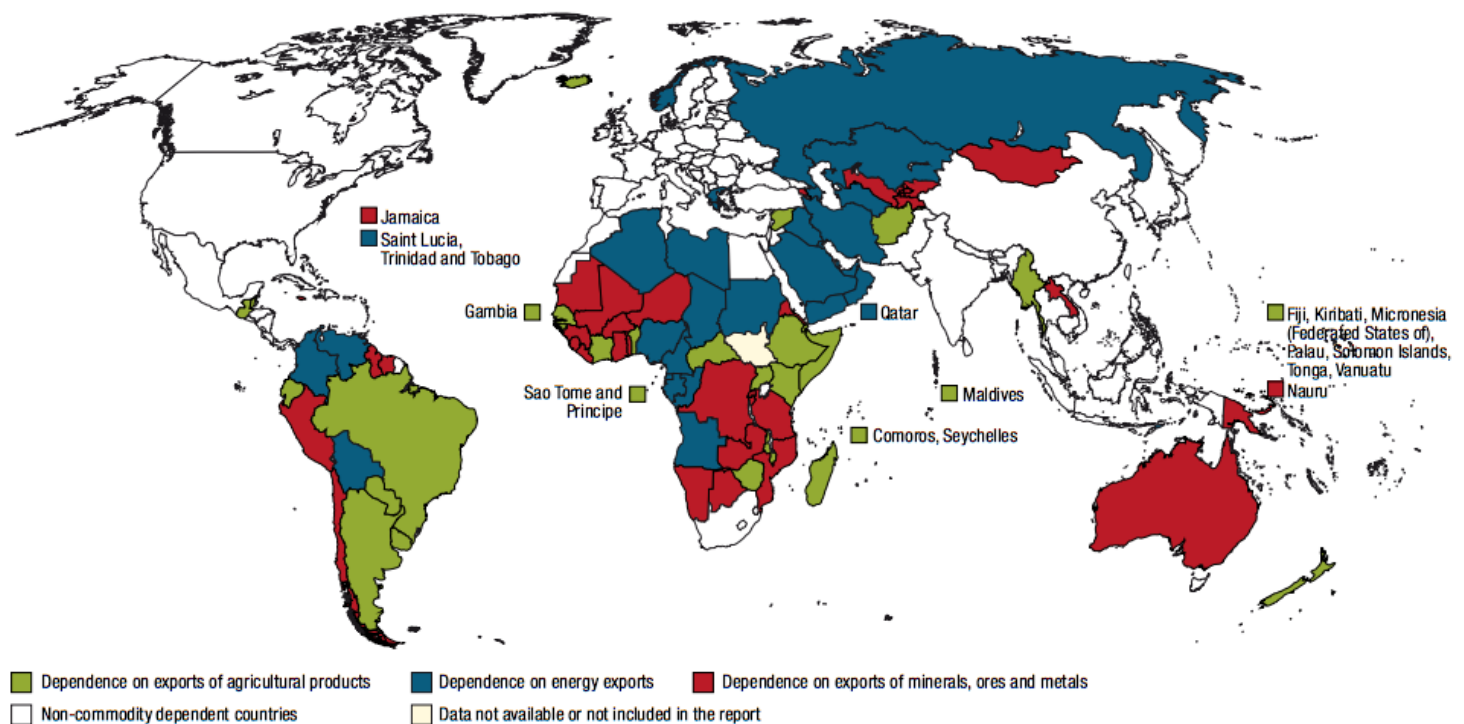 Jamaica
Saint Lucia,
Trinidad and Tobago
Gambia
Qatar
Fiji, Kiribati, Micronesia
(Federated States of),
Palau, Solomon Islands,
Tonga, Vanuatu
Nauru
Sao Tome and
Principe
Maldives
Comoros, Seychelles
Dependence on exports of agricultural products
Dependence on energy exports
Dependence on exports of minerals, ores and metals
Non-commodity dependent countries
Data not available or not included in the report